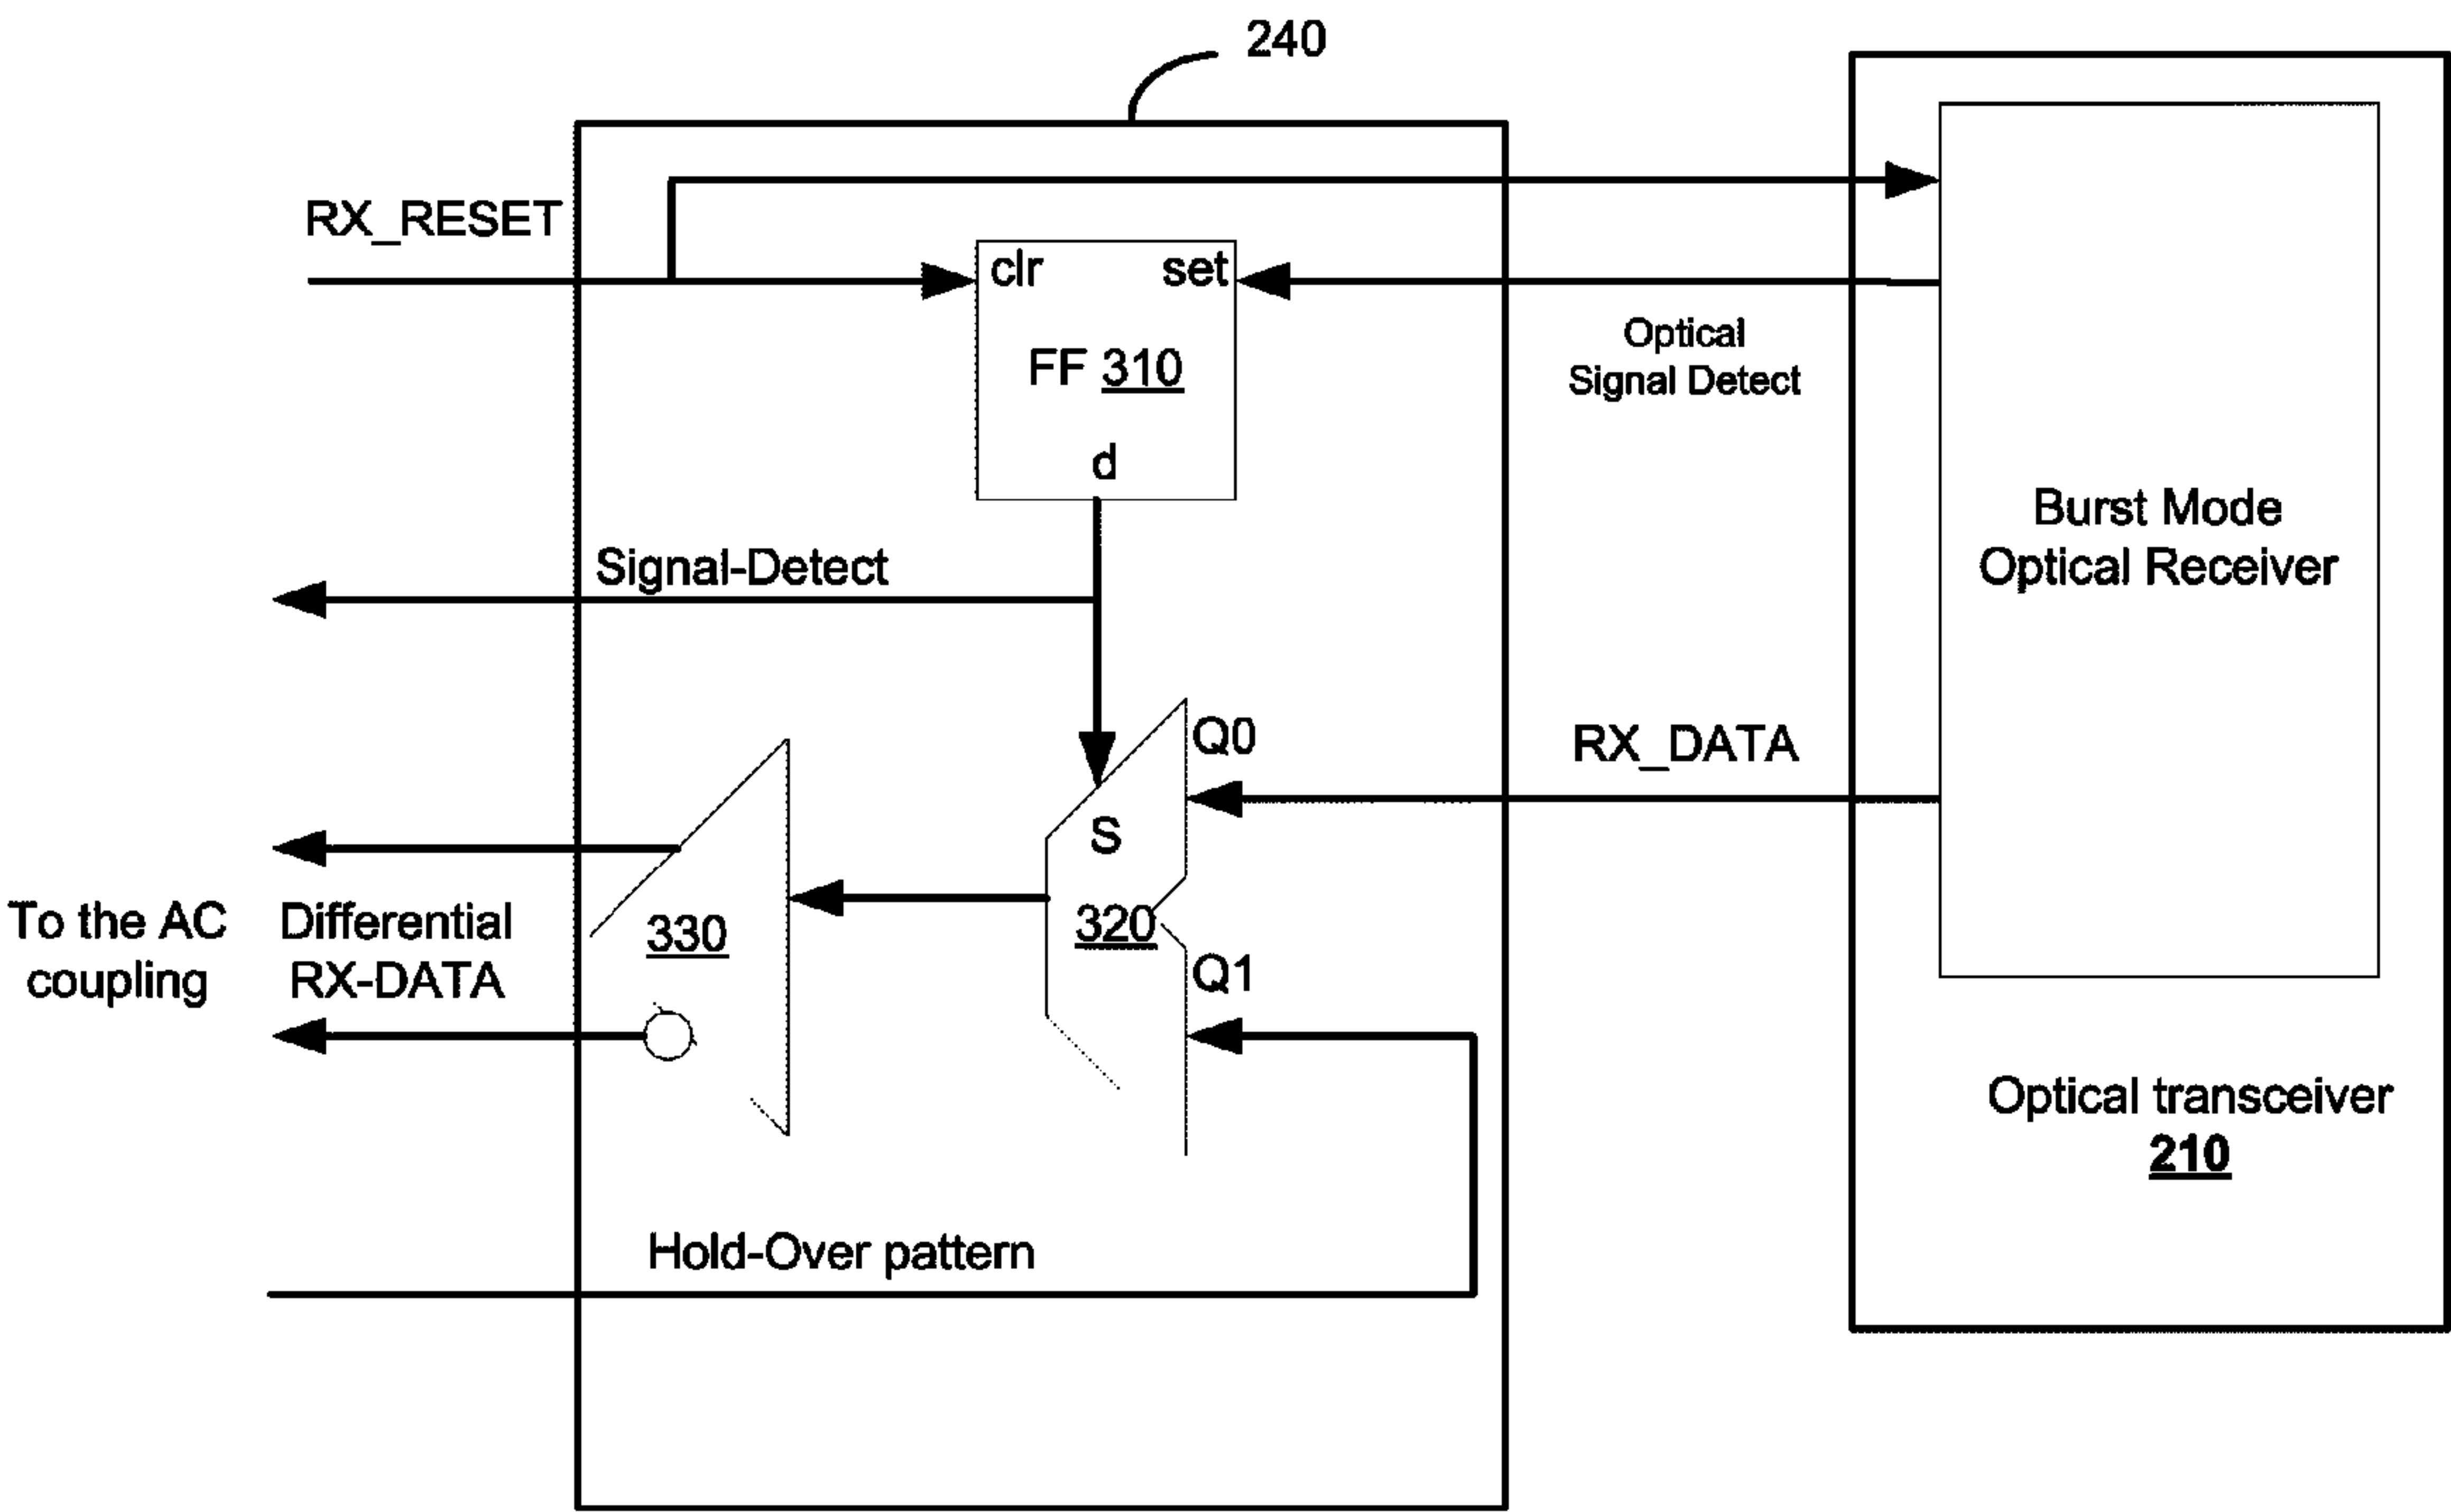 240
RX_RESET
clr
set
FF 310
d
Optical
Signal Detect
Burst Mode
Optical Receiver
Signal-Detect
Q0
RX_DATA
S
320
Q1
330
To the AC
coupling
Differential
RX-DATA
Optical transceiver
210
Hold-Over pattern